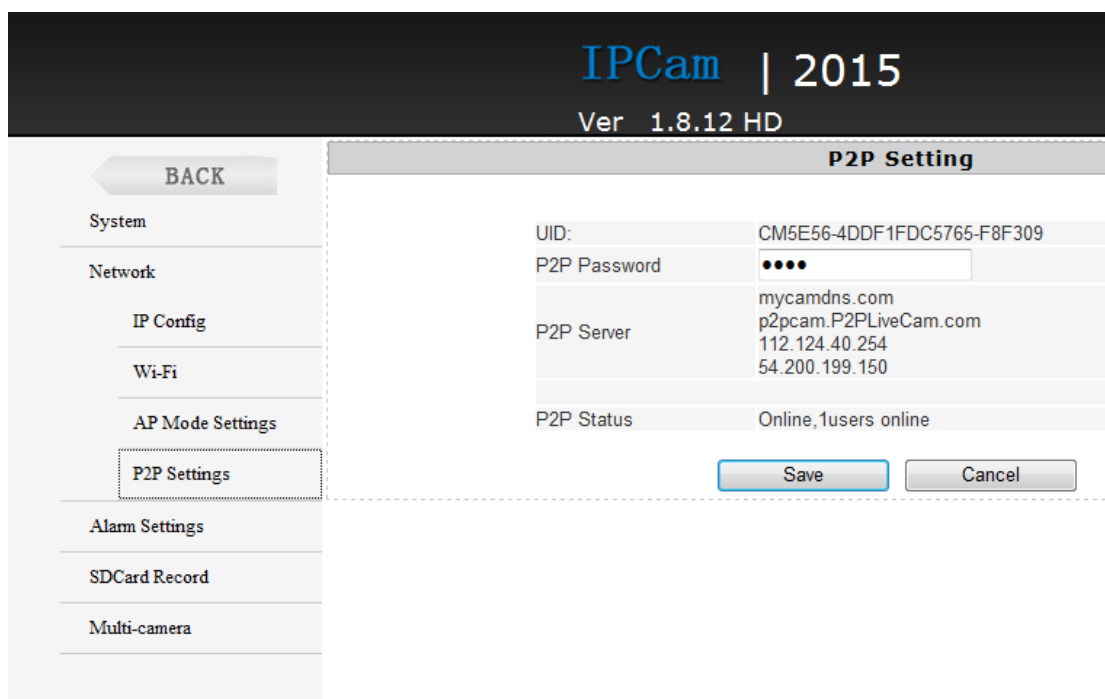 IPCam | 2015
Ver 1.8.12 HD
BACK
System
Network
IP Config
Wi-Fi
AP Mode Settings
P2P Settings
Alarm Settings
SDCard Record
Multi-camera
P2P Setting
UID: CM5E56-4DDF1FDC5765-F8F309
P2P Password ••••
P2P Server
mycamdns.com
p2pcam.P2PLiveCam.com
112.124.40.254
54.200.199.150
P2P Status Online,1users online
Save Cancel